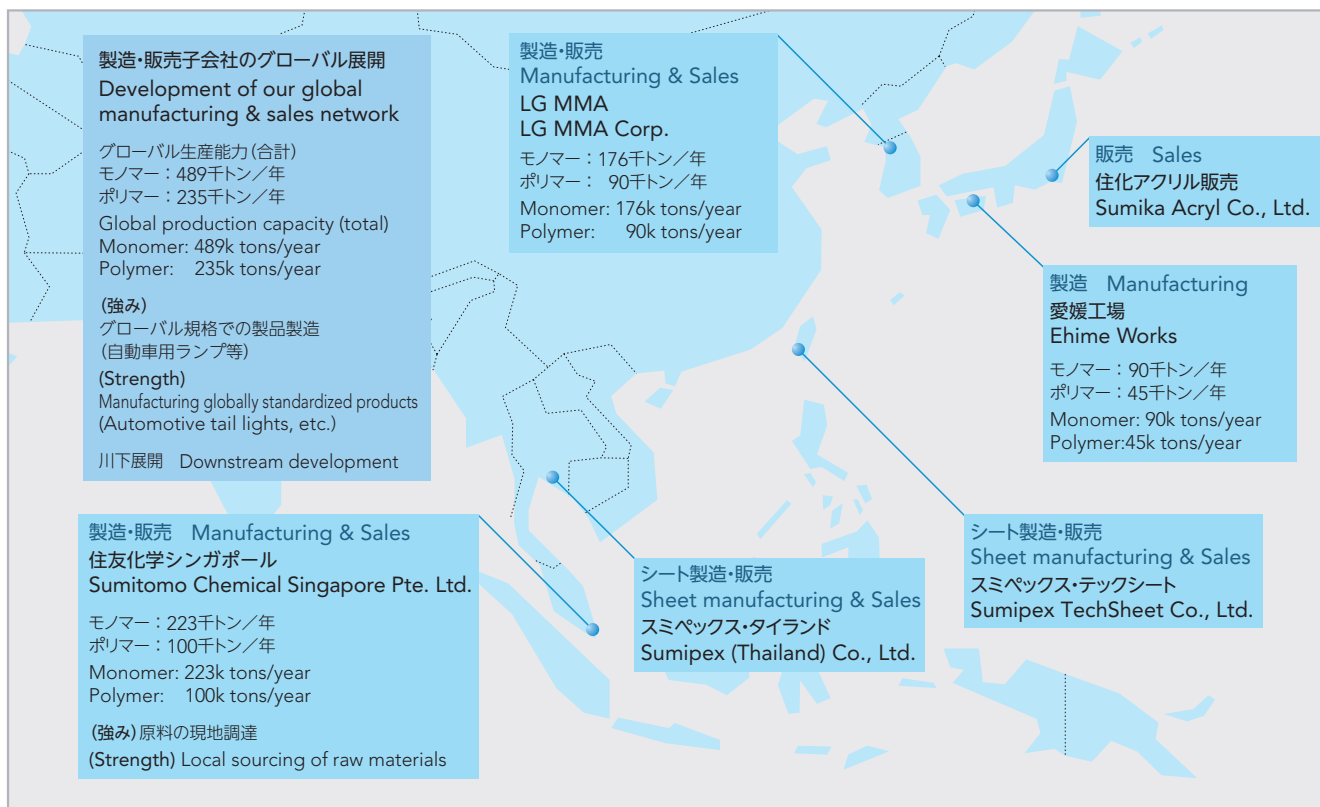 製造・販売子会社のグローバル展開
Development of our global
manufacturing & sales network
グローバル生産能力(合計)
モノマー：489千トン／年
ポリマー：235千トン／年
Global production capacity (total)
Monomer: 489k tons/year
Polymer: 235k tons/year
(強み)
グローバル規格での製品製造
(自動車用ランプ等)
(Strength)
Manufacturing globally standardized products
(Automotive tail lights, etc.)
川下展開 Downstream development
製造・販売
Manufacturing & Sales
LG MMA
LG MMA Corp.
モノマー：176千トン／年
ポリマー： 90千トン／年
Monomer: 176k tons/year
Polymer: 90k tons/year
販売 Sales
住化アクリル販売
Sumika Acryl Co., Ltd.
製造 Manufacturing
愛媛工場
Ehime Works
モノマー：90千トン／年
ポリマー：45千トン／年
Monomer: 90k tons/year
Polymer:45k tons/year
製造・販売 Manufacturing & Sales
住友化学シンガポール
Sumitomo Chemical Singapore Pte. Ltd.
モノマー：223千トン／年
ポリマー：100千トン／年
Monomer: 223k tons/year
Polymer: 100k tons/year
(強み)原料の現地調達
(Strength) Local sourcing of raw materials
シート製造・販売
Sheet manufacturing & Sales
スミペックス・タイランド
Sumipex (Thailand) Co., Ltd.
シート製造・販売
Sheet manufacturing & Sales
スミペックス・テックシート
Sumipex TechSheet Co., Ltd.